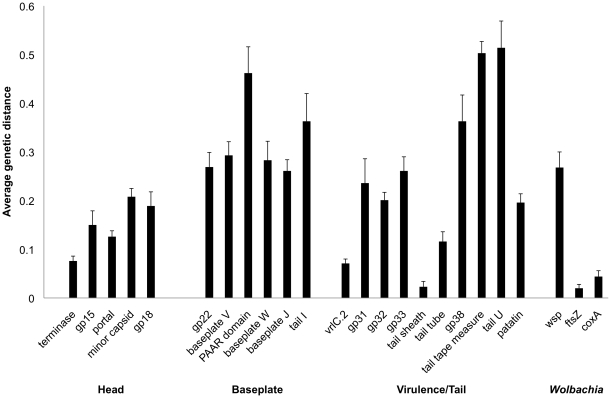 0.6
0.5
0.4
0.3
0.2
0.1
0
Average genetic distance
terminase
gp15
portal
minor capsid
gp18
gp22
baseplate V
PAAR domain
baseplate W
baseplate J
tail I
vrlC.2
gp31
gp32
gp33
tail sheath
tail tube
gp38
tail tape measure
tail U
patatin
wsp
ftsZ
coxA
Head
Baseplate
Virulence/Tail
Wolbachia